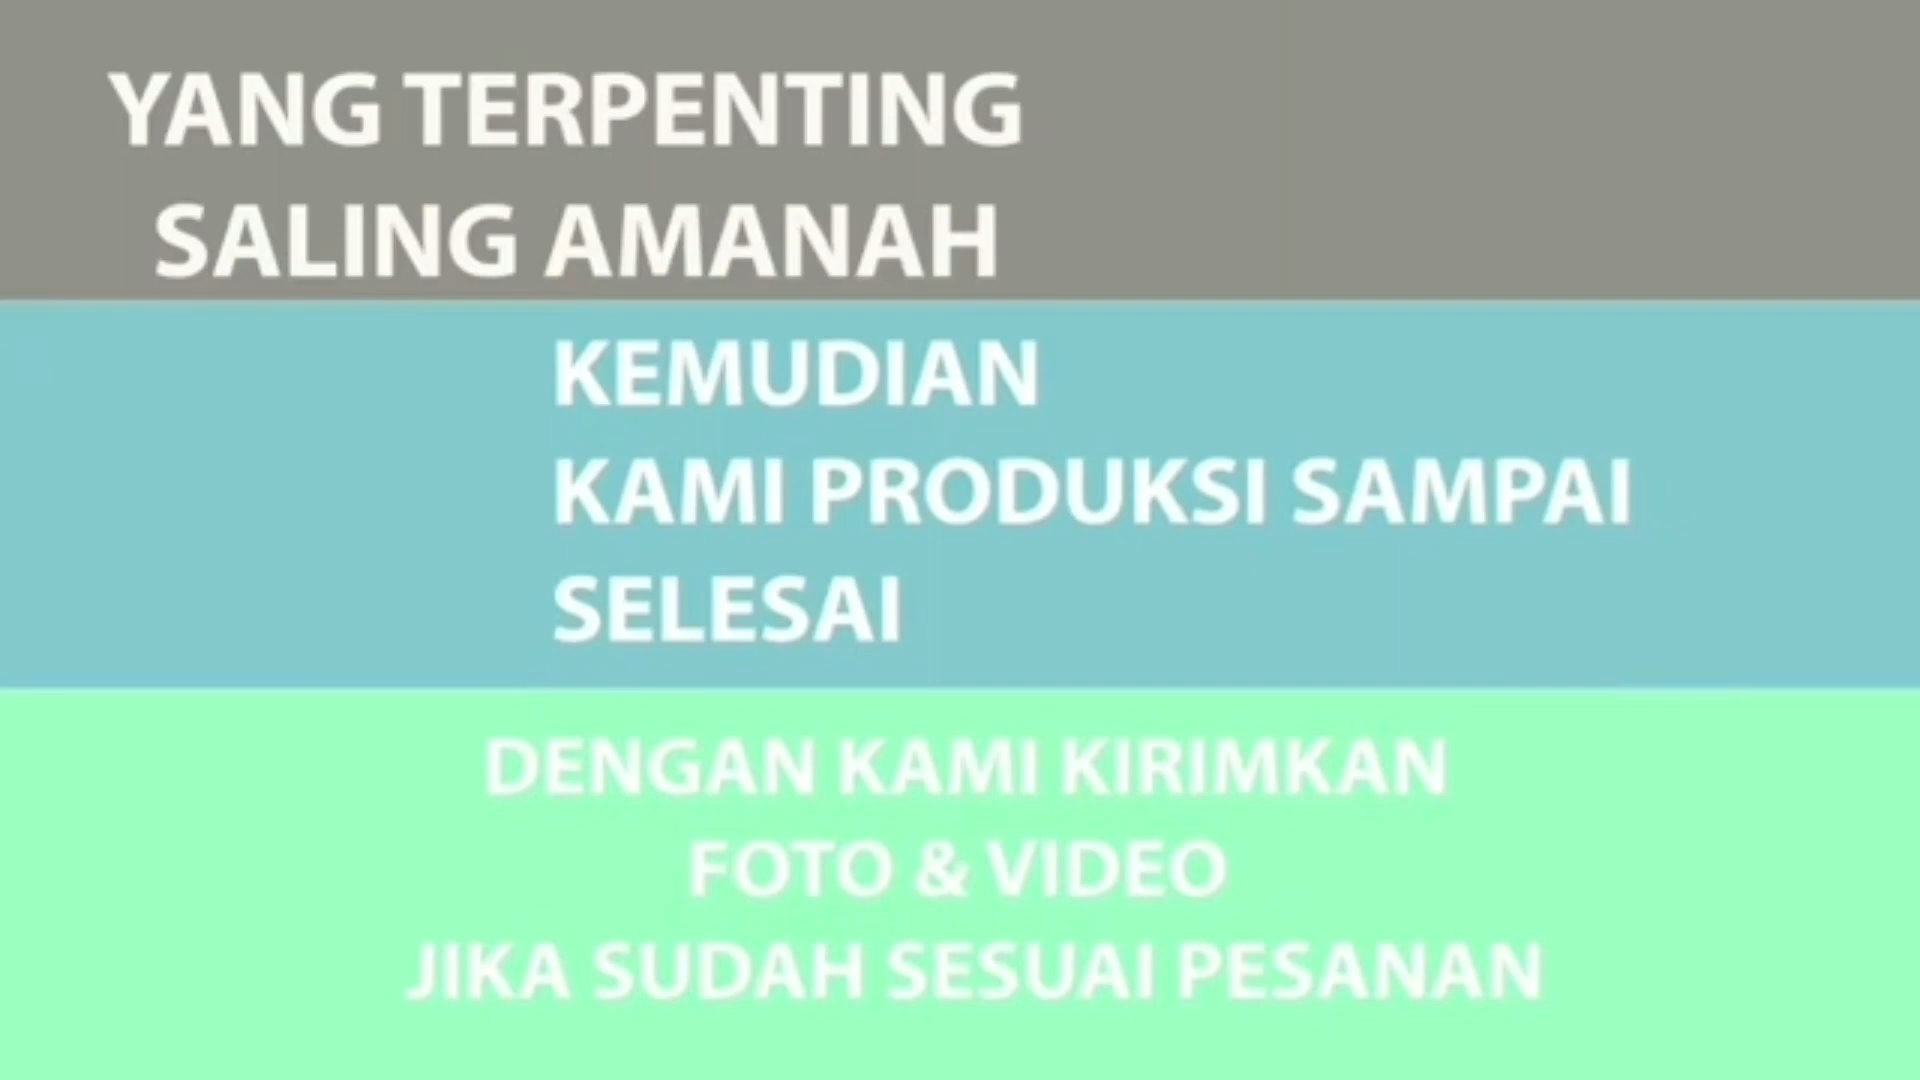 YANG TERPENTING
SALING AMANAH
KEMUDIAN
KAMI PRODUKSI SAMPAI
SELESAI
DENGAN KAMI KIRIMKAN
FOTO & VIDEO
JIKA SUDAH SESUAI PESANAN